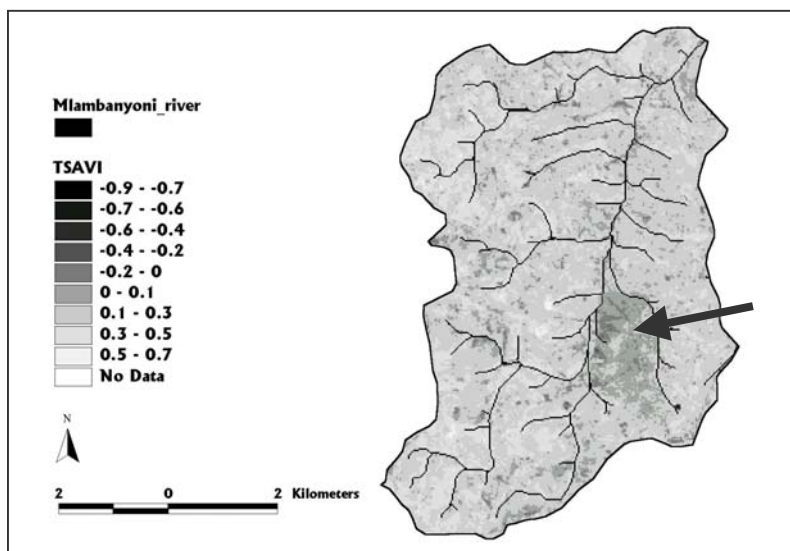 Mlambanyoni_river
TSAVI
-0.9 - -0.7
-0.7 - -0.6
-0.6 - -0.4
-0.4 - -0.2
-0.2 - 0
0 - 0.1
0.1 - 0.3
0.3 - 0.5
0.5 - 0.7
No Data
N
2 0 2 Kilometers